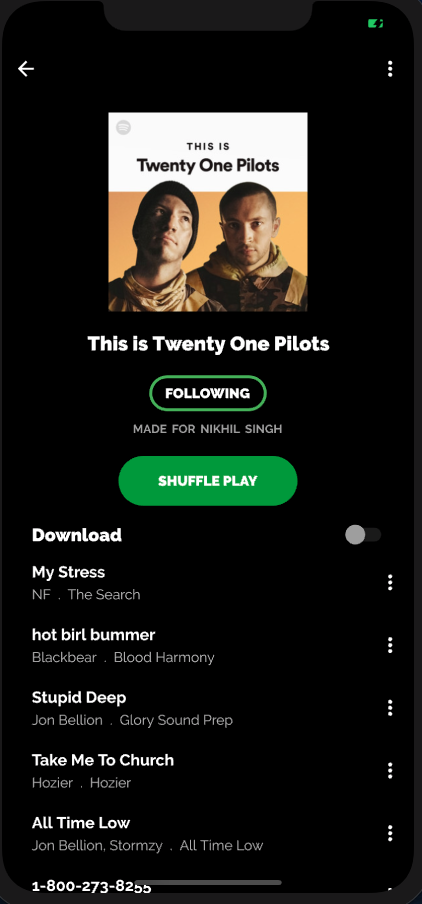 THIS IS
Twenty One Pilots
This is Twenty One Pilots
FOLLOWING
MADE FOR NIKHIL SINGH
SHUFFLE PLAY
Download
My Stress
NF . The Search
hot birl bummer
Blackbear . Blood Harmony
Stupid Deep
Jon Bellion . Glory Sound Prep
Take Me To Church
Hozier . Hozier
All Time Low
Jon Bellion, Stormzy . All Time Low
1-800-273-8255